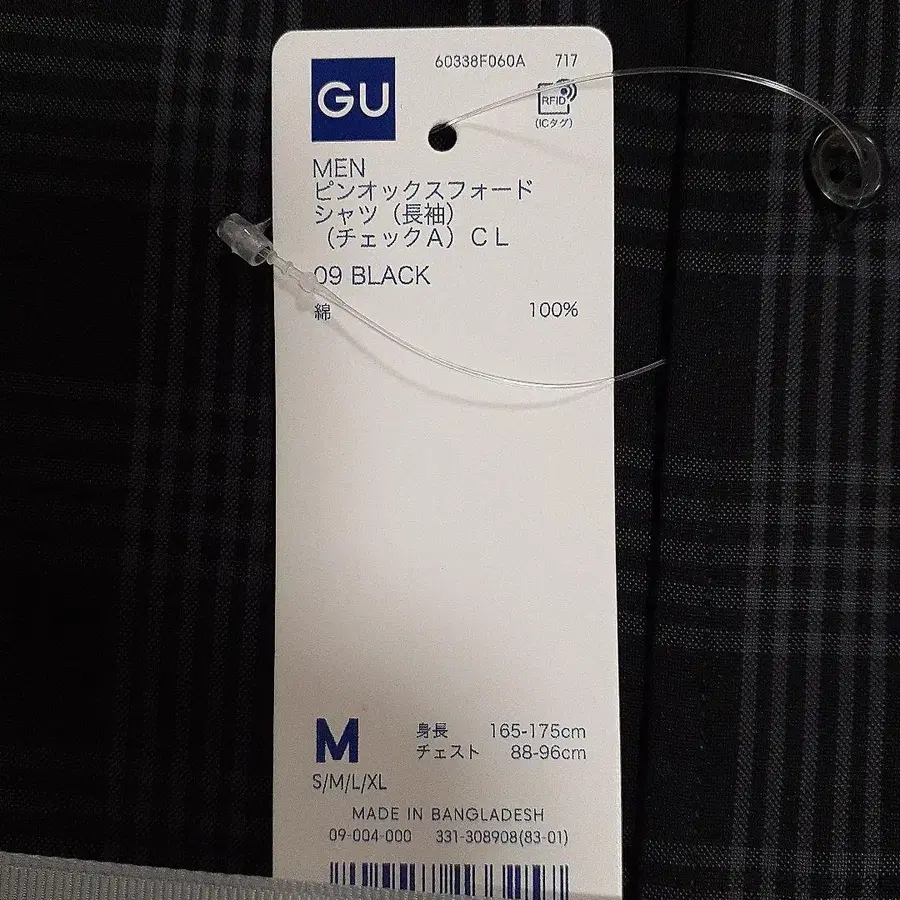 60338F060A 717
GU
RFID
(ICタグ)
MEN
ピンオックスフォード
シャツ（長袖）
（チェックA）CL
09 BLACK
綿 100%
M
身長 165-175cm
チェスト 88-96cm
S/M/L/XL
MADE IN BANGLADESH
09-004-000 331-308908(83-01)